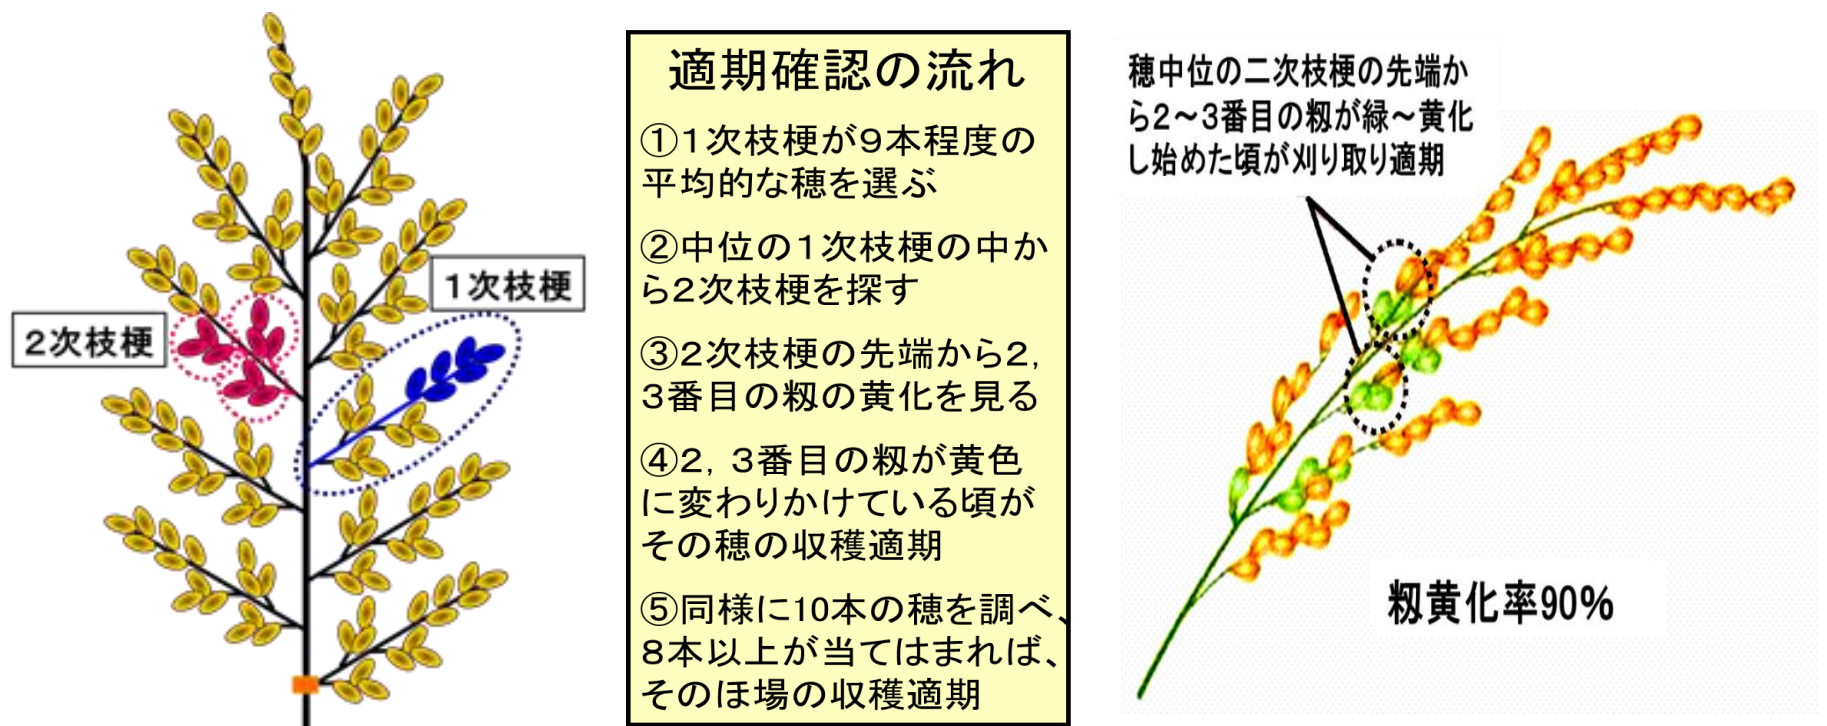 2次枝梗
1次枝梗
適期確認の流れ
①1次枝梗が9本程度の
平均的な穂を選ぶ
②中位の1次枝梗の中か
ら2次枝梗を探す
③2次枝梗の先端から2,
3番目の籾の黄化を見る
④2, 3番目の籾が黄色
に変わりかけている頃が
その穂の収穫適期
⑤同様に10本の穂を調べ、
8本以上が当てはまれば、
そのほ場の収穫適期
穂中位の二次枝梗の先端か
ら2～3番目の籾が緑～黄化
し始めた頃が刈り取り適期
籾黄化率90%